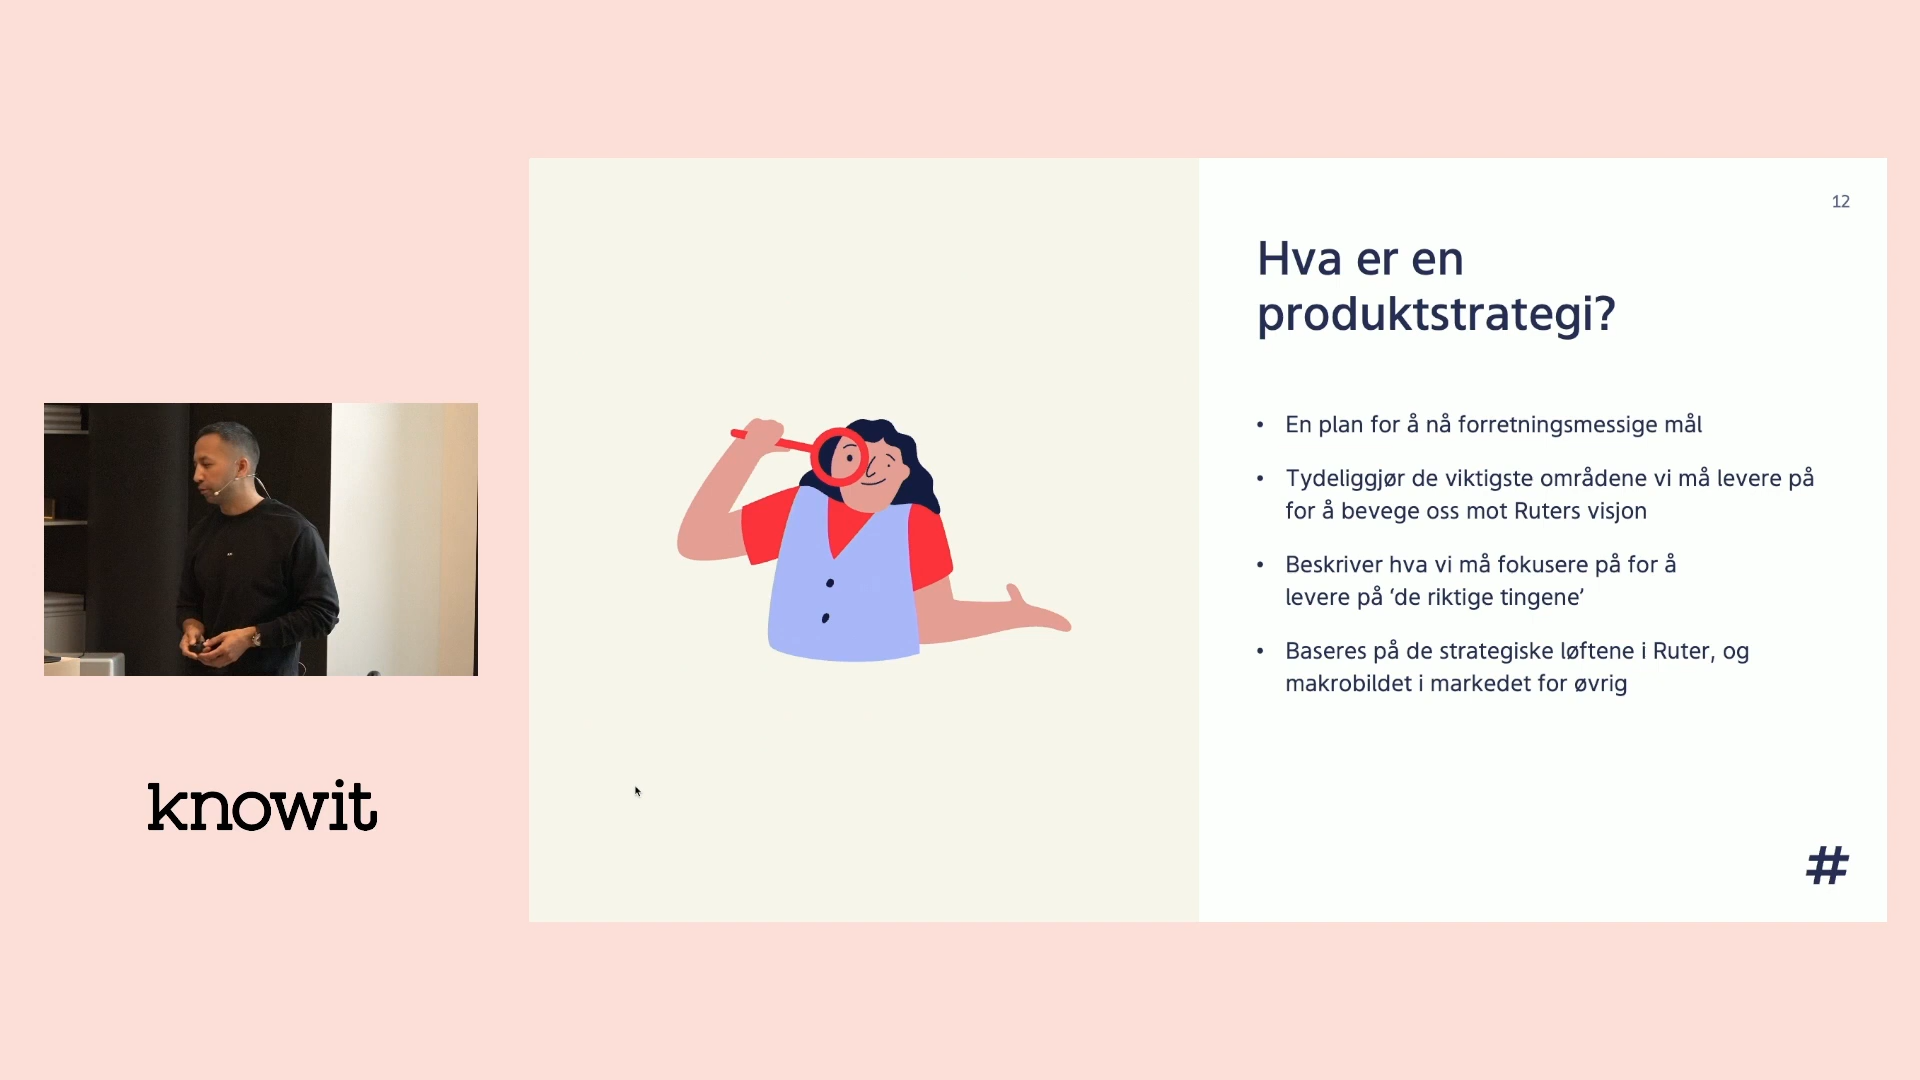 12
Hva er en
produktstrategi?
• En plan for å nå forretningsmessige mål
• Tydeliggjør de viktigste områdene vi må levere på
for å bevege oss mot Ruters visjon
• Beskriver hva vi må fokusere på for å
levere på ‘de riktige tingene’
• Baseres på de strategiske løftene i Ruter, og
makrobildet i markedet for øvrig
#
knowit